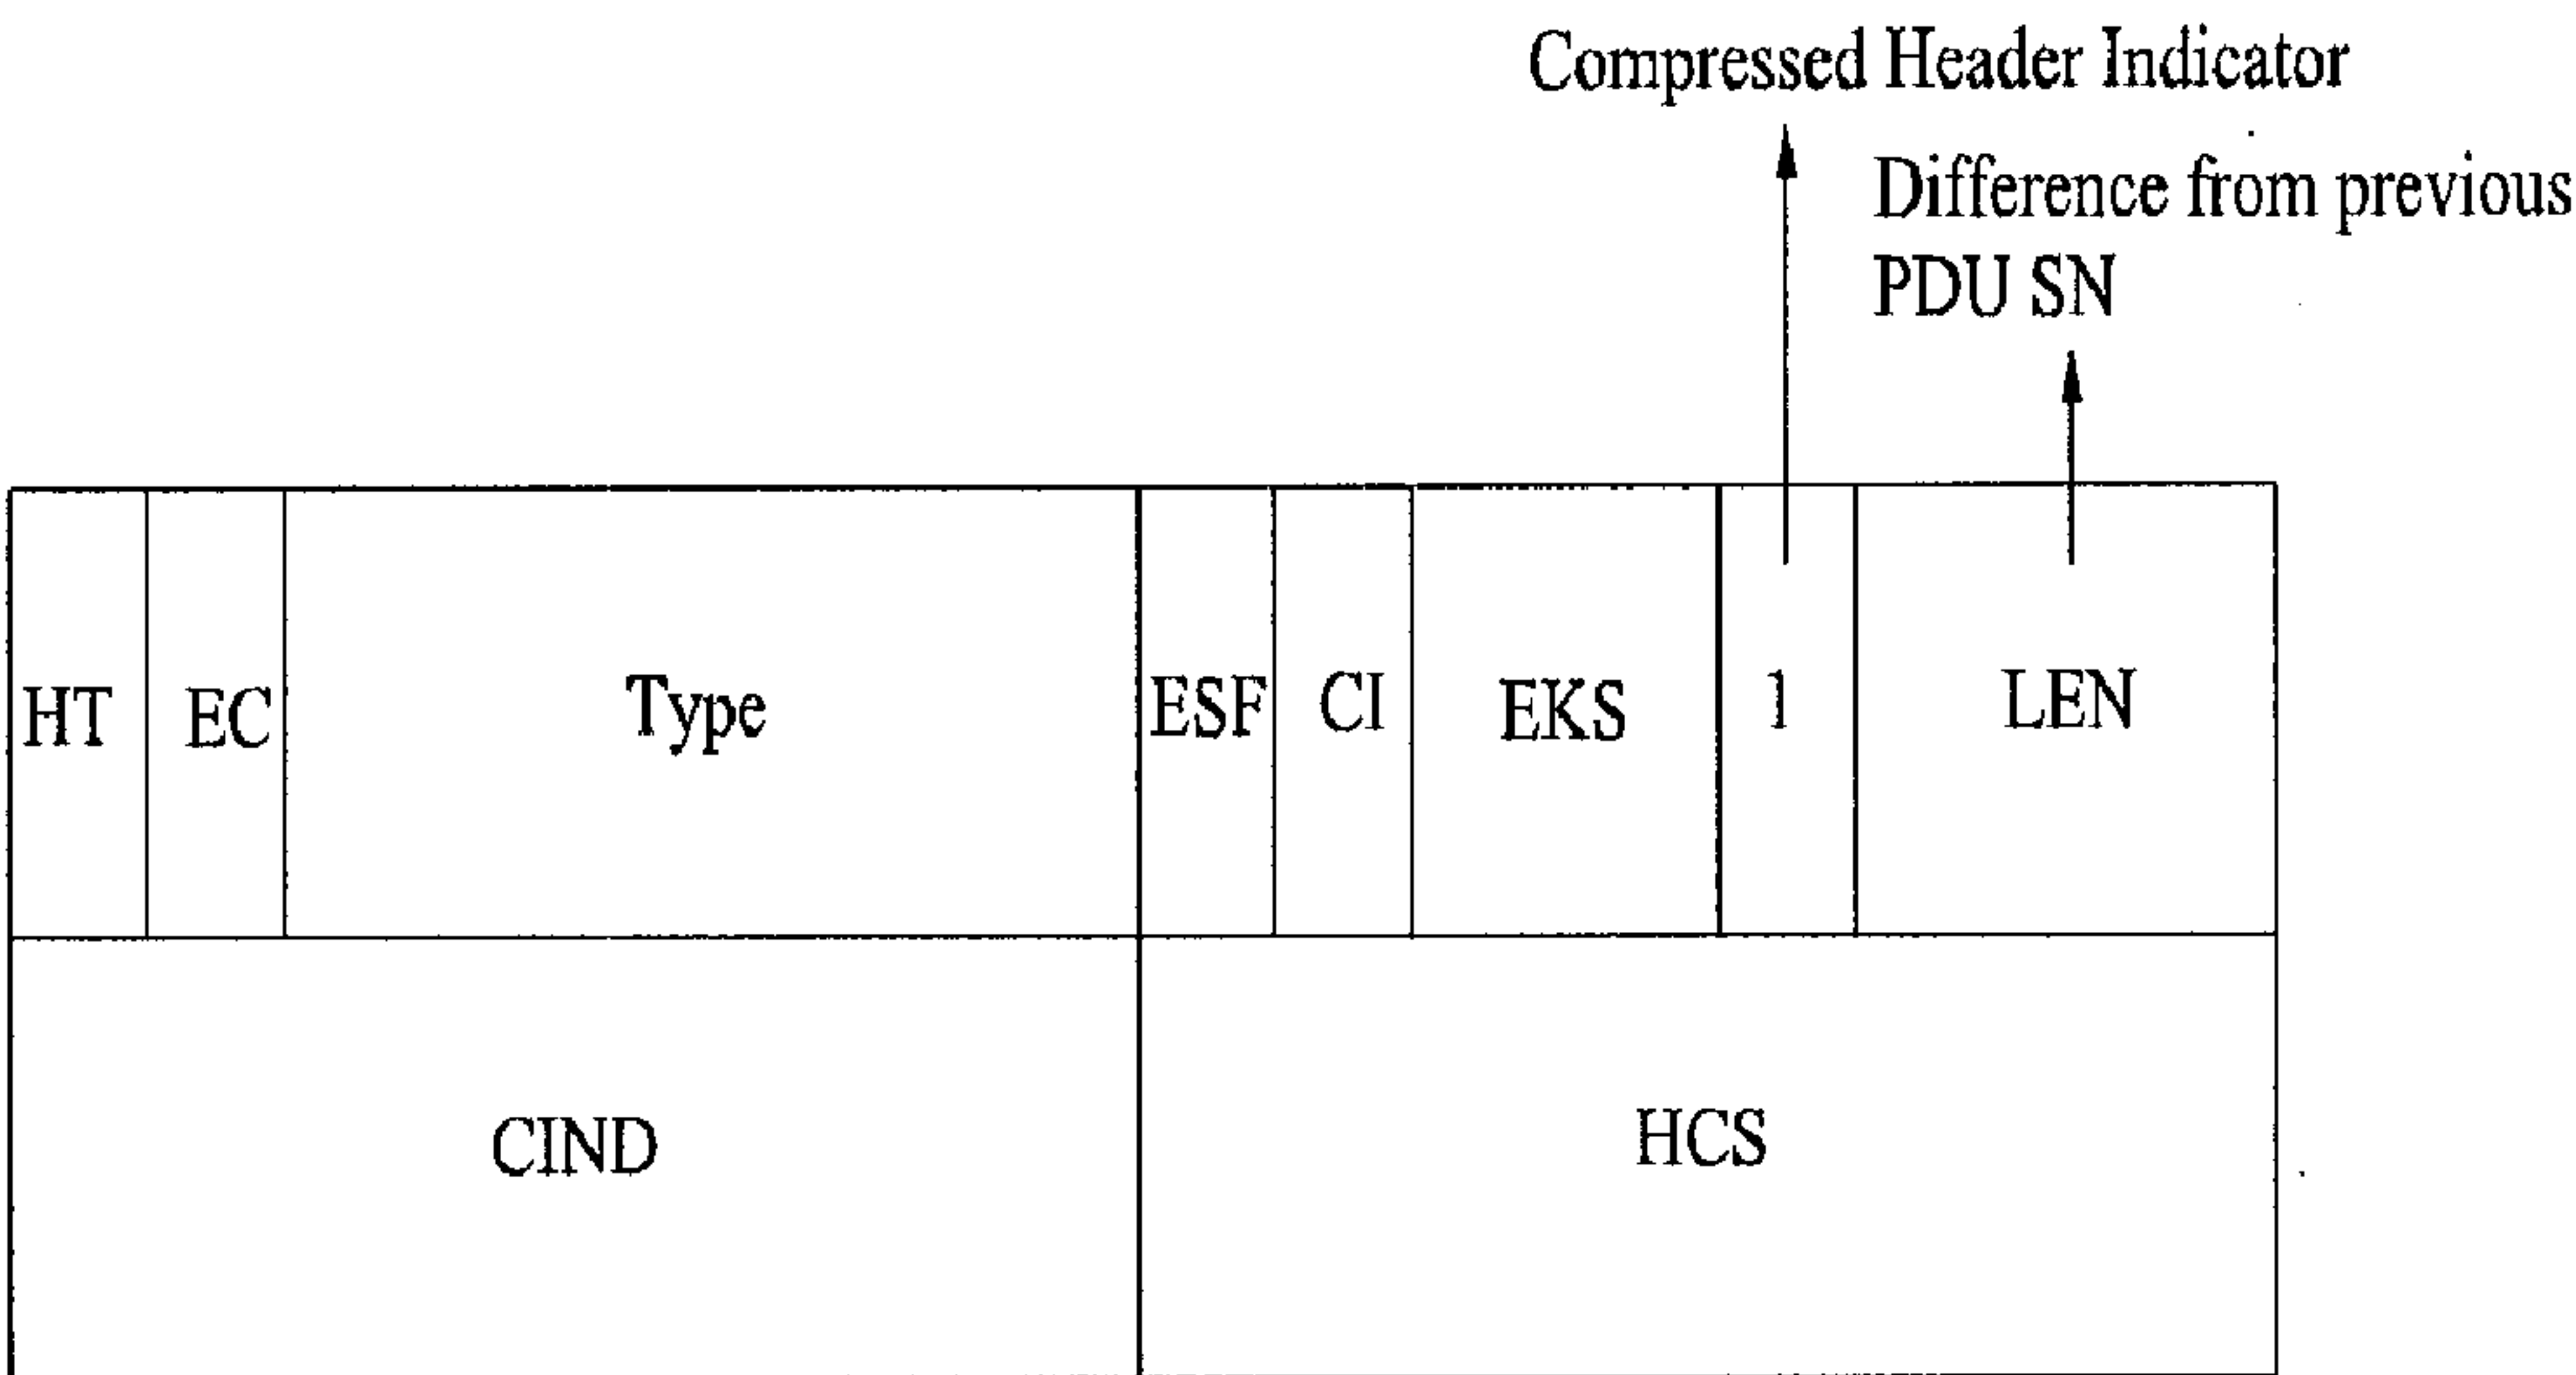 Compressed Header Indicator
Difference from previous
PDU SN
HT EC Type ESF CI EKS 1 LEN
CIND HCS